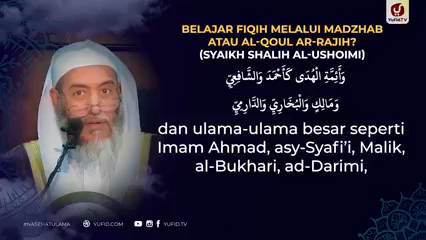 YUFID.TV
BELAJAR FIQIH MELALUI MADZHAB
ATAU AL-QOUL AR-RAJIH?
(SYAIKH SHALIH AL-USHOIMI)
وَأَئِمَّةِ الْهُدَى كَأَحْمَدَ وَالشَّافِعِيِّ
وَمَالِكٍ وَالْبُخَارِيِّ وَالدَّارِمِيِّ
dan ulama-ulama besar seperti
Imam Ahmad, asy-Syafi'i, Malik,
al-Bukhari, ad-Darimi,
#NASEHATULAMA
YUFID.COM
YUFID.TV